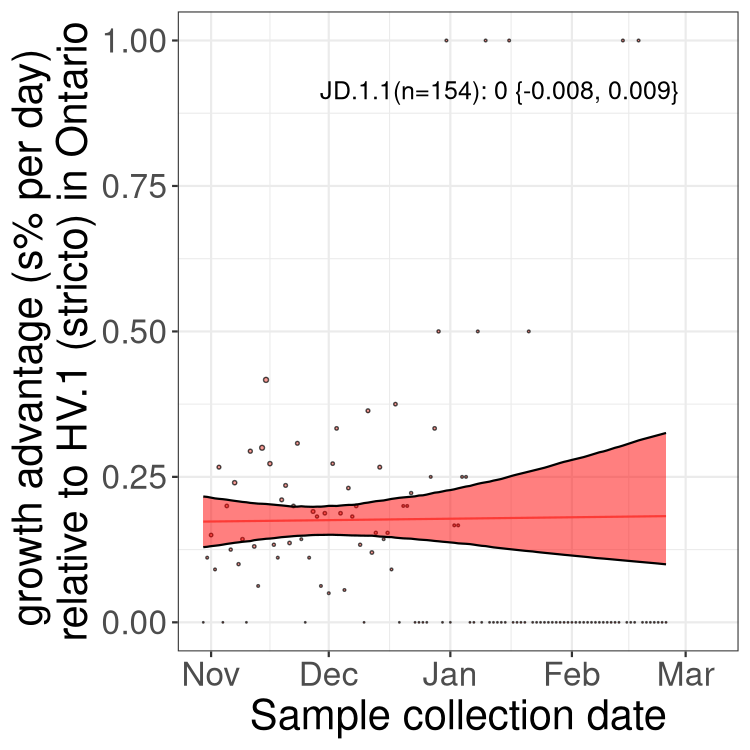 growth advantage (s% per day)
relative to HV.1 (stricto) in Ontario
1.00
0.75
0.50
0.25
0.00
JD.1.1(n=154): 0 {-0.008, 0.009}
Nov Dec Jan Feb Mar
Sample collection date